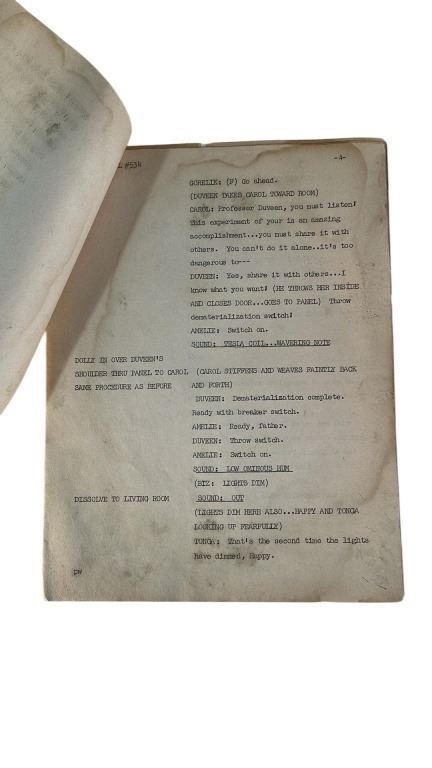 #534
-4-
GORELIK: (P) Go ahead.
(DUVEEN TAKES CAROL TOWARD ROOM)
CAROL: Professor Duveen, you must listen!
This experiment of your is an amazing
accomplishment...you must share it with
others. You can't do it alone..it's too
dangerous to---
DUVEEN: Yes, share it with others...I
know what you want! (HE THROWS HER INSIDE
AND CLOSES DOOR...GOES TO PANEL) Throw
dematerialization switch!
AMELIE: Switch on.
SOUND: TESLA COIL...WAVERING NOTE
DOLLY IN OVER DUVEEN'S
SHOULDER THRU PANEL TO CAROL (CAROL STIFFENS AND WEAVES FAINTLY BACK
SAME PROCEDURE AS BEFORE AND FORTH)
DUVEEN: Dematerialization complete.
Ready with breaker switch.
AMELIE: Ready, father.
DUVEEN: Throw switch.
AMELIE: Switch on.
SOUND: LOW OMINOUS HUM
(BIZ: LIGHTS DIM)
DISSOLVE TO LIVING ROOM SOUND: OUT
(LIGHTS DIM HERE ALSO...HAPPY AND TONGA
LOOKING UP FEARFULLY)
TONGA: That's the second time the lights
have dimmed, Happy.
pw